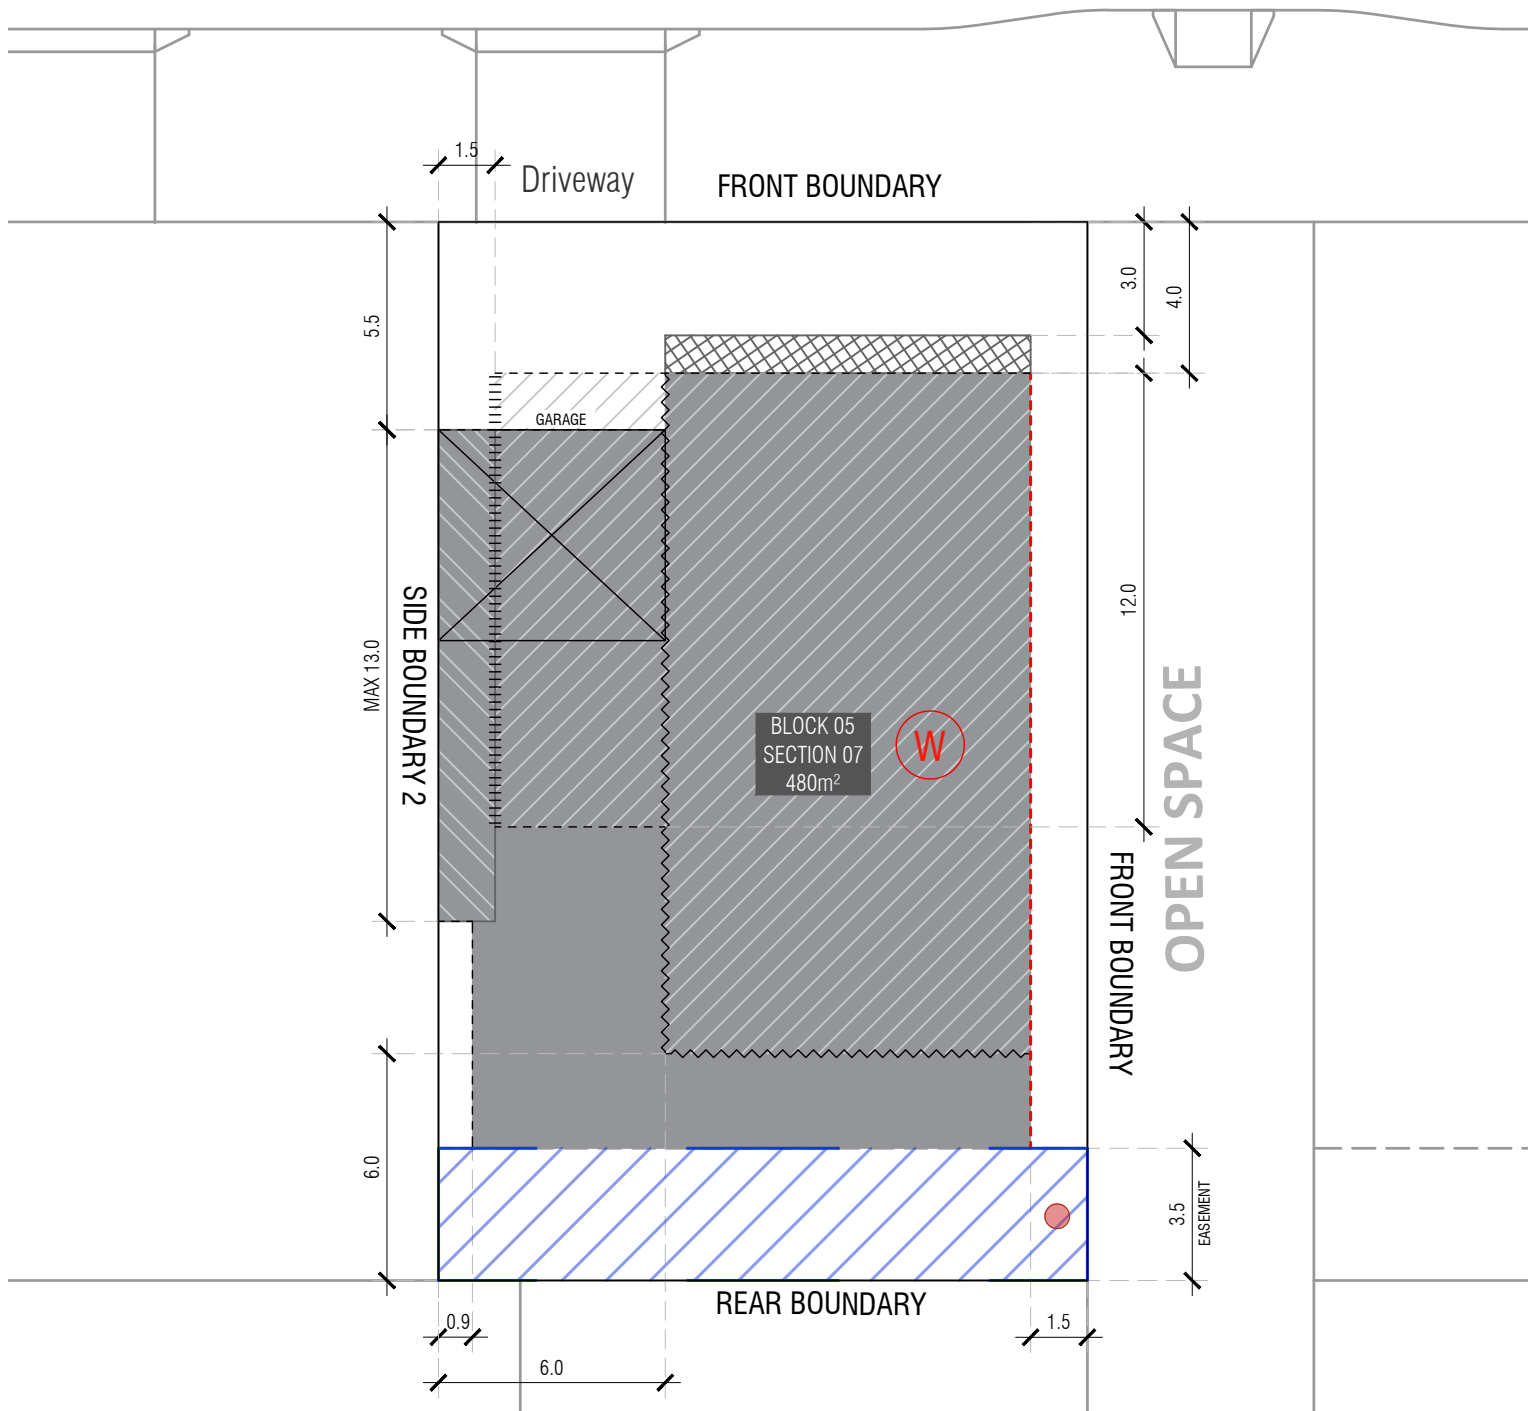 1.5
Driveway
FRONT BOUNDARY
3.0
4.0
5.5
GARAGE
12.0
SIDE BOUNDARY 2
MAX 13.0
BLOCK 05
SECTION 07
480m²
W
OPEN SPACE
FRONT BOUNDARY
6.0
3.5
EASEMENT
REAR BOUNDARY
0.9
1.5
6.0